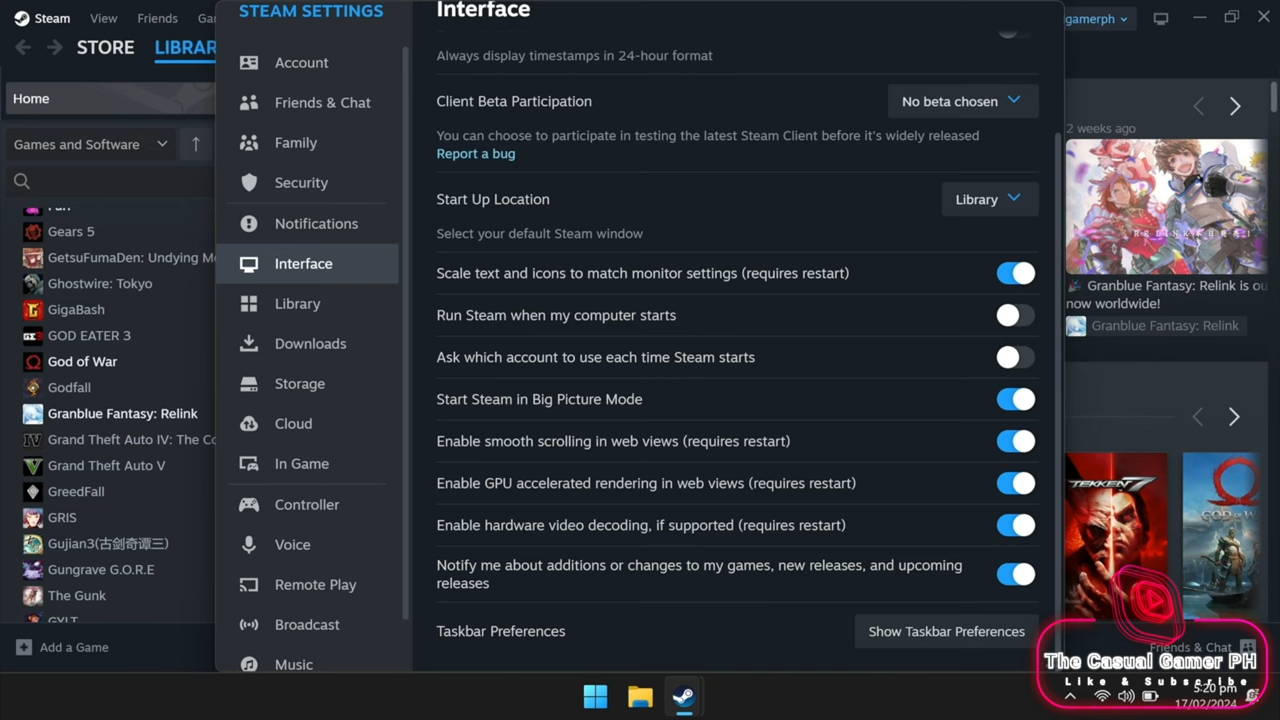 Steam
View
Friends
STORE
LIBRAR
Home
Games and Software
Gears 5
GetsuFumaDen: Undying M
Ghostwire: Tokyo
GigaBash
GOD EATER 3
God of War
Godfall
Granblue Fantasy: Relink
Grand Theft Auto IV: The Co
Grand Theft Auto V
GreedFall
GRIS
Gujian3(古剑奇谭三)
Gungrave G.O.R.E
The Gunk
GYLT
Add a Game
STEAM SETTINGS
Account
Friends & Chat
Family
Security
Notifications
Interface
Library
Downloads
Storage
Cloud
In Game
Controller
Voice
Remote Play
Broadcast
Music
Interface
Always display timestamps in 24-hour format
Client Beta Participation
No beta chosen
You can choose to participate in testing the latest Steam Client before it's widely released
Report a bug
Start Up Location
Library
Select your default Steam window
Scale text and icons to match monitor settings (requires restart)
Run Steam when my computer starts
Ask which account to use each time Steam starts
Start Steam in Big Picture Mode
Enable smooth scrolling in web views (requires restart)
Enable GPU accelerated rendering in web views (requires restart)
Enable hardware video decoding, if supported (requires restart)
Notify me about additions or changes to my games, new releases, and upcoming
releases
Taskbar Preferences
Show Taskbar Preferences
gamerph
2 weeks ago
Granblue Fantasy: Relink is ou
now worldwide!
Granblue Fantasy: Relink
TEKKEN 7
GOD OF W
Friends & Chat
The Casual Gamer PH
Like & Subscribe
5:20 pm
17/02/2024